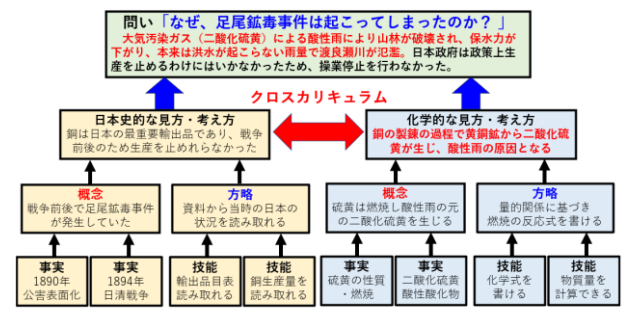 問い「なぜ、足尾鉱毒事件は起こってしまったのか？」
大気汚染ガス（二酸化硫黄）による酸性雨により山林が破壊され、保水力が
下がり、本来は洪水が起こらない雨量で渡良瀬川が氾濫。日本政府は政策上生
産を止めるわけにはいかなかったため、操業停止を行わなかった。
クロスカリキュラム
日本史的な見方・考え方
銅は日本の最重要輸出品であり、戦争
前後のため生産を止めれらなかった
化学的な見方・考え方
銅の製錬の過程で黄銅鉱から二酸化硫
黄が生じ、酸性雨の原因となる
概念
戦争前後で足尾鉱毒事件
が発生していた
方略
資料から当時の日本の
状況を読み取れる
概念
硫黄は燃焼し酸性雨の元
の二酸化硫黄を生じる
方略
量的関係に基づき
燃焼の反応式を書ける
事実
1890年
公害表面化
事実
1894年
日清戦争
技能
輸出品目表
読み取れる
技能
銅生産量を
読み取れる
事実
硫黄の性質
・燃焼
事実
二酸化硫黄
酸性酸化物
技能
化学式を
書ける
技能
物質量を
計算できる